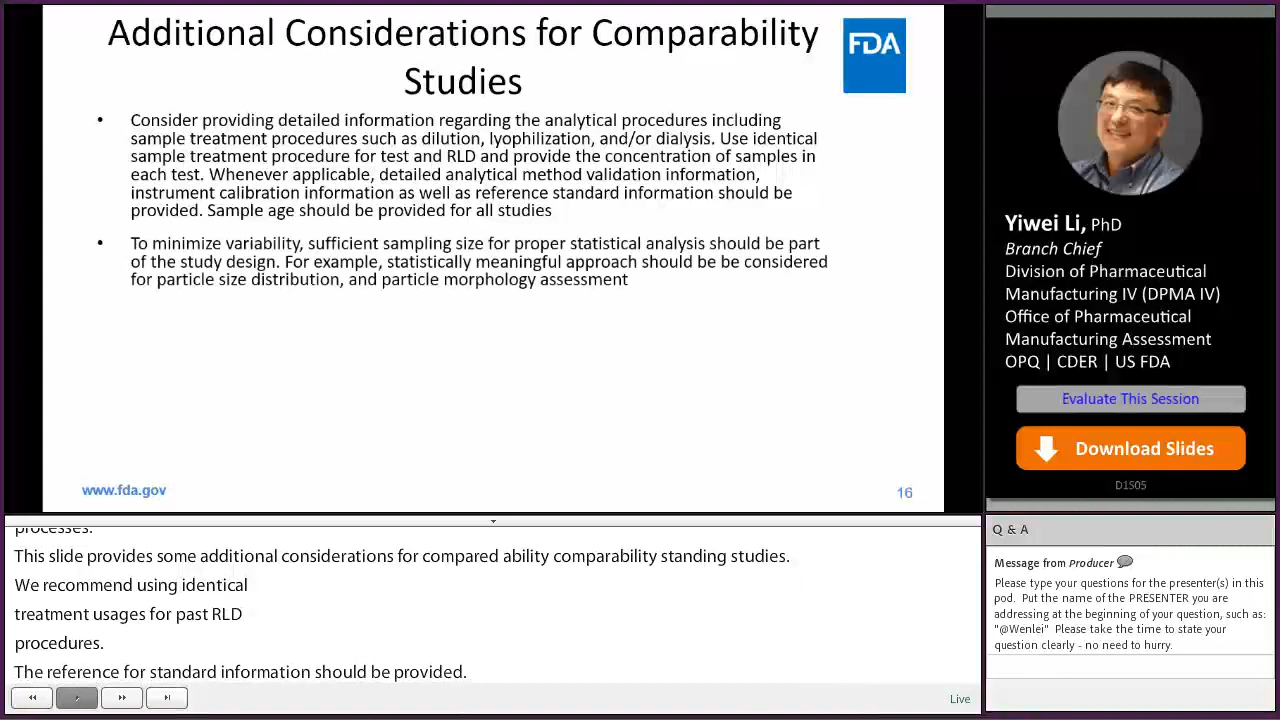 Additional Considerations for Comparability
Studies
FDA
• Consider providing detailed information regarding the analytical procedures including
sample treatment procedures such as dilution, lyophilization, and/or dialysis. Use identical
sample treatment procedure for test and RLD and provide the concentration of samples in
each test. Whenever applicable, detailed analytical method validation information,
instrument calibration information as well as reference standard information should be
provided. Sample age should be provided for all studies
• To minimize variability, sufficient sampling size for proper statistical analysis should be part
of the study design. For example, statistically meaningful approach should be be considered
for particle size distribution, and particle morphology assessment
www.fda.gov
16
Yiwei Li, PhD
Branch Chief
Division of Pharmaceutical
Manufacturing IV (DPMA IV)
Office of Pharmaceutical
Manufacturing Assessment
OPQ | CDER | US FDA
Evaluate This Session
Download Slides
D1S05
processes.
This slide provides some additional considerations for compared ability comparability standing studies.
We recommend using identical
treatment usages for past RLD
procedures.
The reference for standard information should be provided.
Live
Q & A
Message from Producer
Please type your questions for the presenter(s) in this
pod. Put the name of the PRESENTER you are
addressing at the beginning of your question, such as:
"@Wenlei" Please take the time to state your
question clearly - no need to hurry.